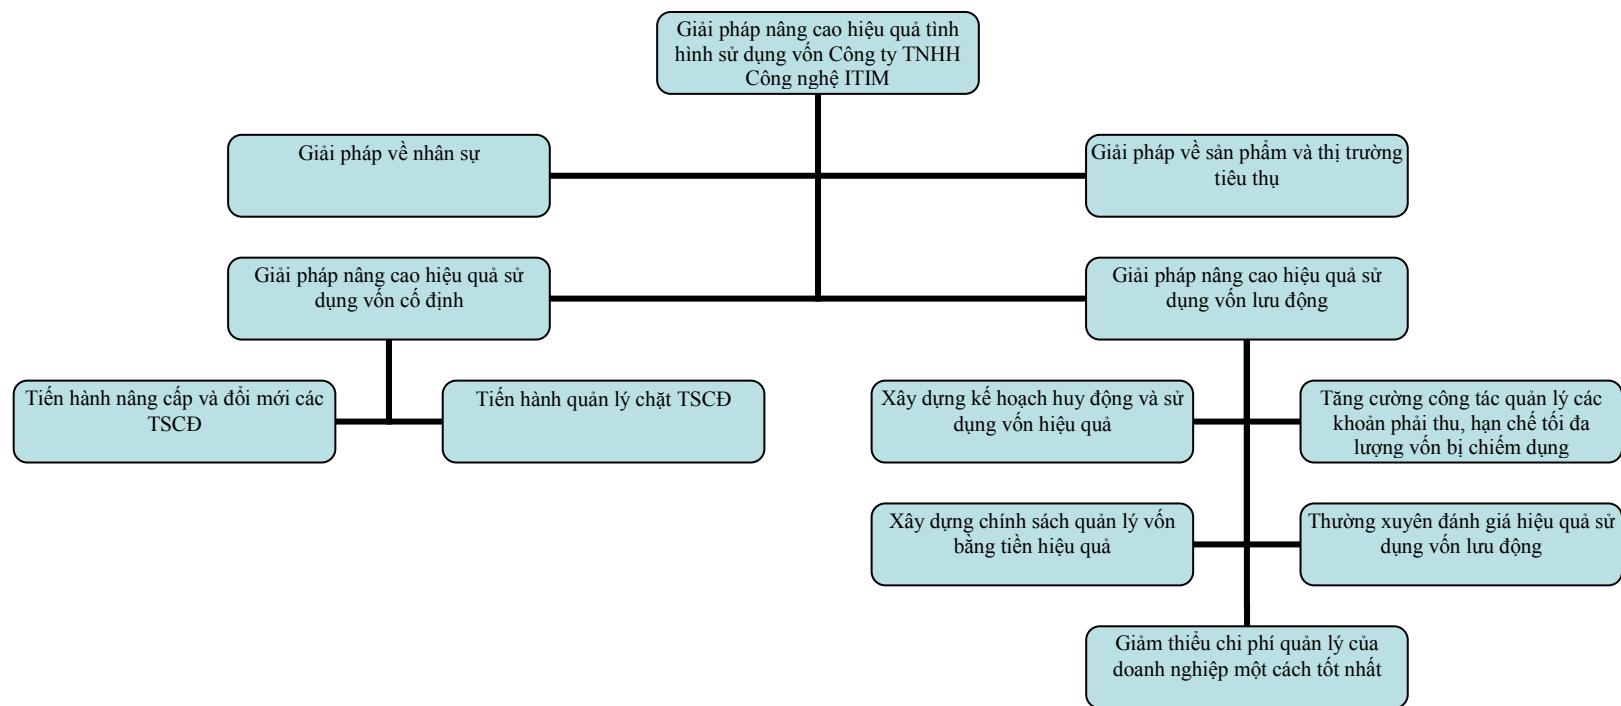 Giải pháp nâng cao hiệu quả tình
hình sử dụng vốn Công ty TNHH
Công nghệ ITIM
Giải pháp về nhân sự
Giải pháp về sản phẩm và thị trường
tiêu thụ
Giải pháp nâng cao hiệu quả sử
dụng vốn cố định
Giải pháp nâng cao hiệu quả sử
dụng vốn lưu động
Tiến hành nâng cấp và đổi mới các
TSCĐ
Tiến hành quản lý chặt TSCĐ
Xây dựng kế hoạch huy động và sử
dụng vốn hiệu quả
Tăng cường công tác quản lý các
khoản phải thu, hạn chế tối đa
lượng vốn bị chiếm dụng
Xây dựng chính sách quản lý vốn
bằng tiền hiệu quả
Thường xuyên đánh giá hiệu quả sử
dụng vốn lưu động
Giảm thiểu chi phí quản lý của
doanh nghiệp một cách tốt nhất